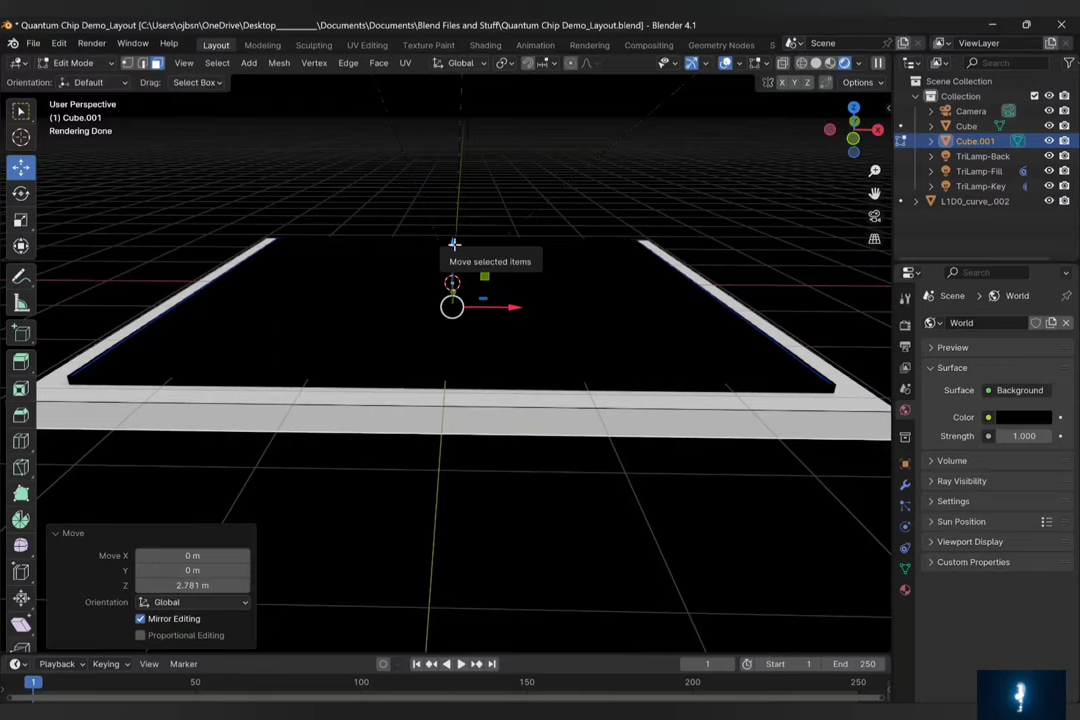 * Quantum Chip Demo_Layout [C:\Users\ojbsn\OneDrive\Desktop________\Documents\Documents\Blend Files and Stuff\Quantum Chip Demo_Layout.blend] - Blender 4.1
File Edit Render Window Help Layout Modeling Sculpting UV Editing Texture Paint Shading Animation Rendering Compositing Geometry Nodes S Scene ViewLayer
Edit Mode View Select Add Mesh Vertex Edge Face UV Global Search
Orientation: Default Drag: Select Box X Y Z Options
Scene Collection
User Perspective
(1) Cube.001
Rendering Done
Collection
Camera
Cube
Cube.001
TriLamp-Back
TriLamp-Fill
TriLamp-Key
L1D0_curve_.002
Move selected items
Search
Scene World
World
Preview
Surface
Surface Background
Color
Strength 1.000
Volume
Ray Visibility
Settings
Sun Position
Viewport Display
Custom Properties
Move
Move X 0 m
Y 0 m
Z 2.781 m
Orientation Global
Mirror Editing
Proportional Editing
Playback Keying View Marker 1 Start 1 End 250
1 50 100 150 200 250